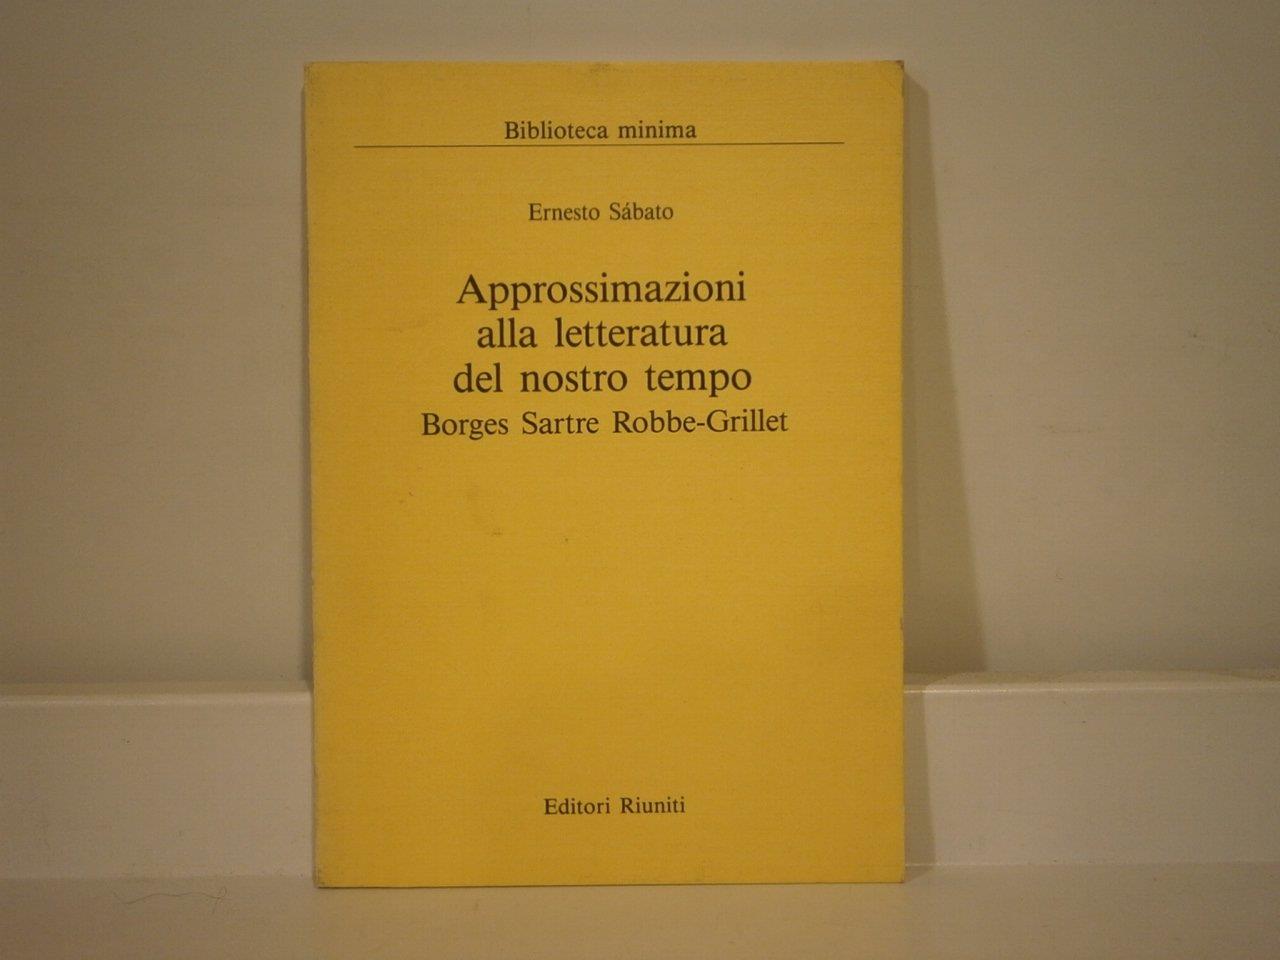 Biblioteca minima
Ernesto Sábato
Approssimazioni
alla letteratura
del nostro tempo
Borges Sartre Robbe-Grillet
Editori Riuniti